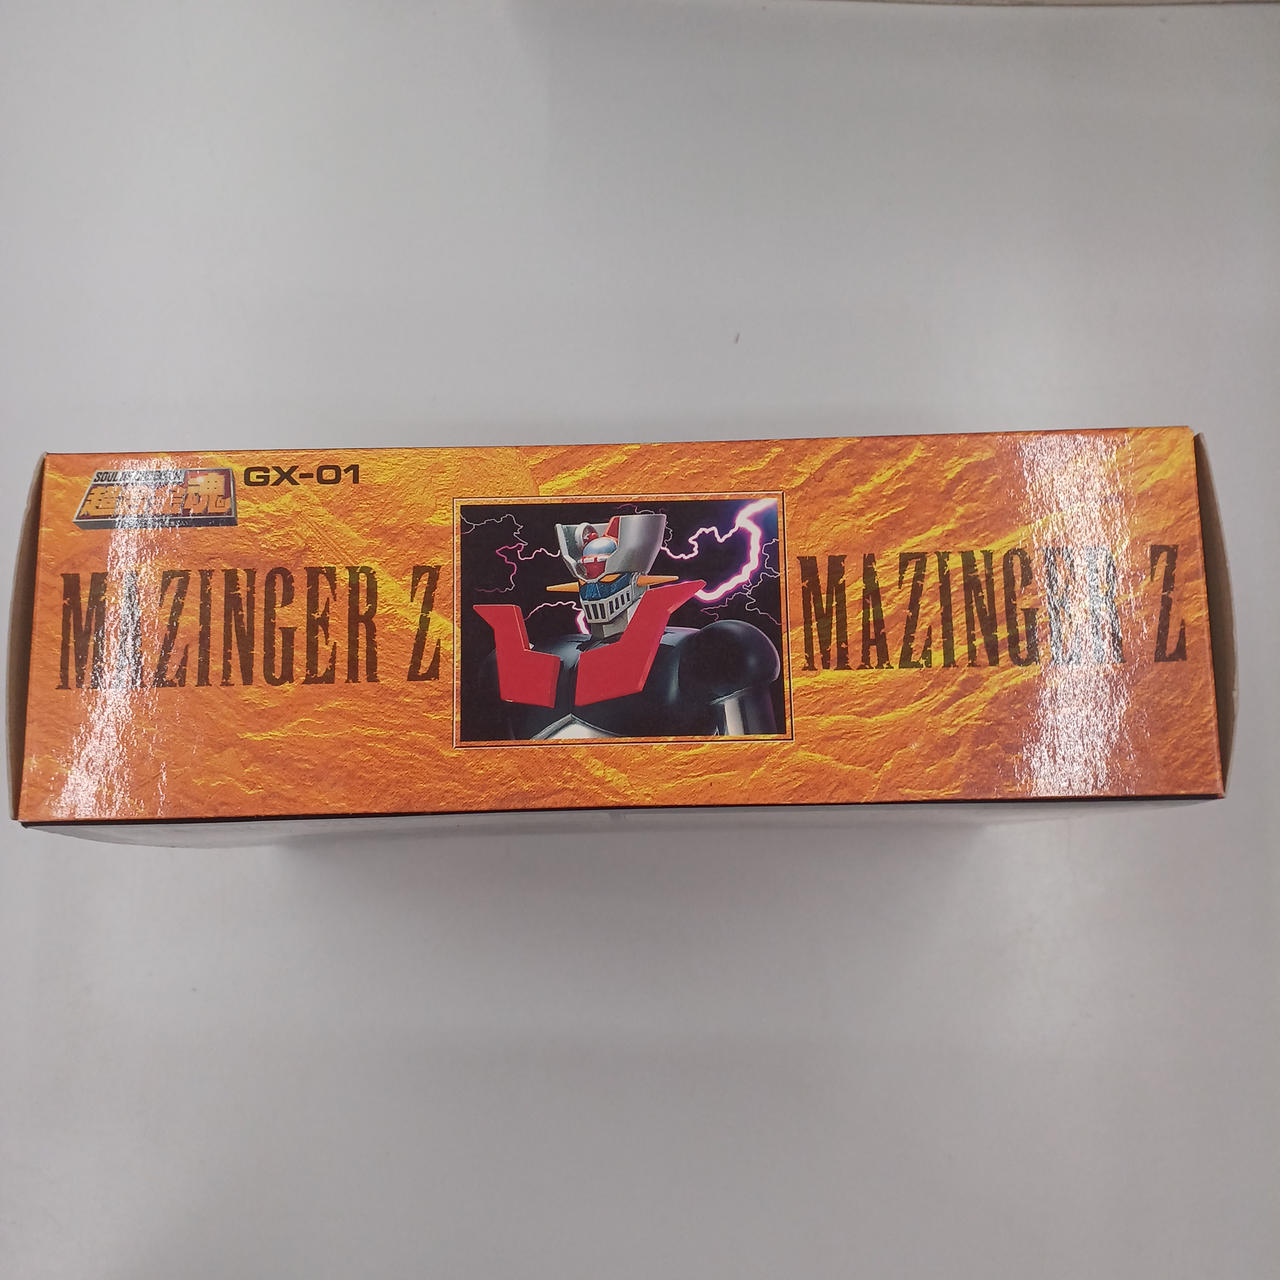 SOUL OF CHOGOKIN
超合金魂
GX-01
MAZINGER Z
MAZINGER Z